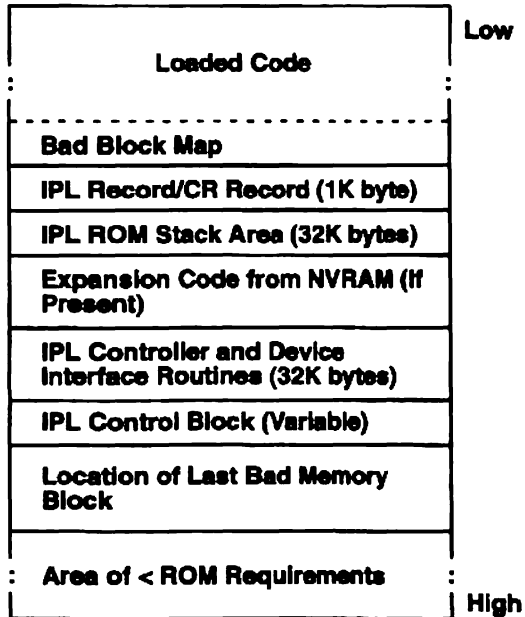 Low
Loaded Code
Bad Block Map
IPL Record/CR Record (1K byte)
IPL ROM Stack Area (32K bytes)
Expansion Code from NVRAM (If
Present)
IPL Controller and Device
Interface Routines (32K bytes)
IPL Control Block (Variable)
Location of Last Bad Memory
Block
Area of < ROM Requirements
High